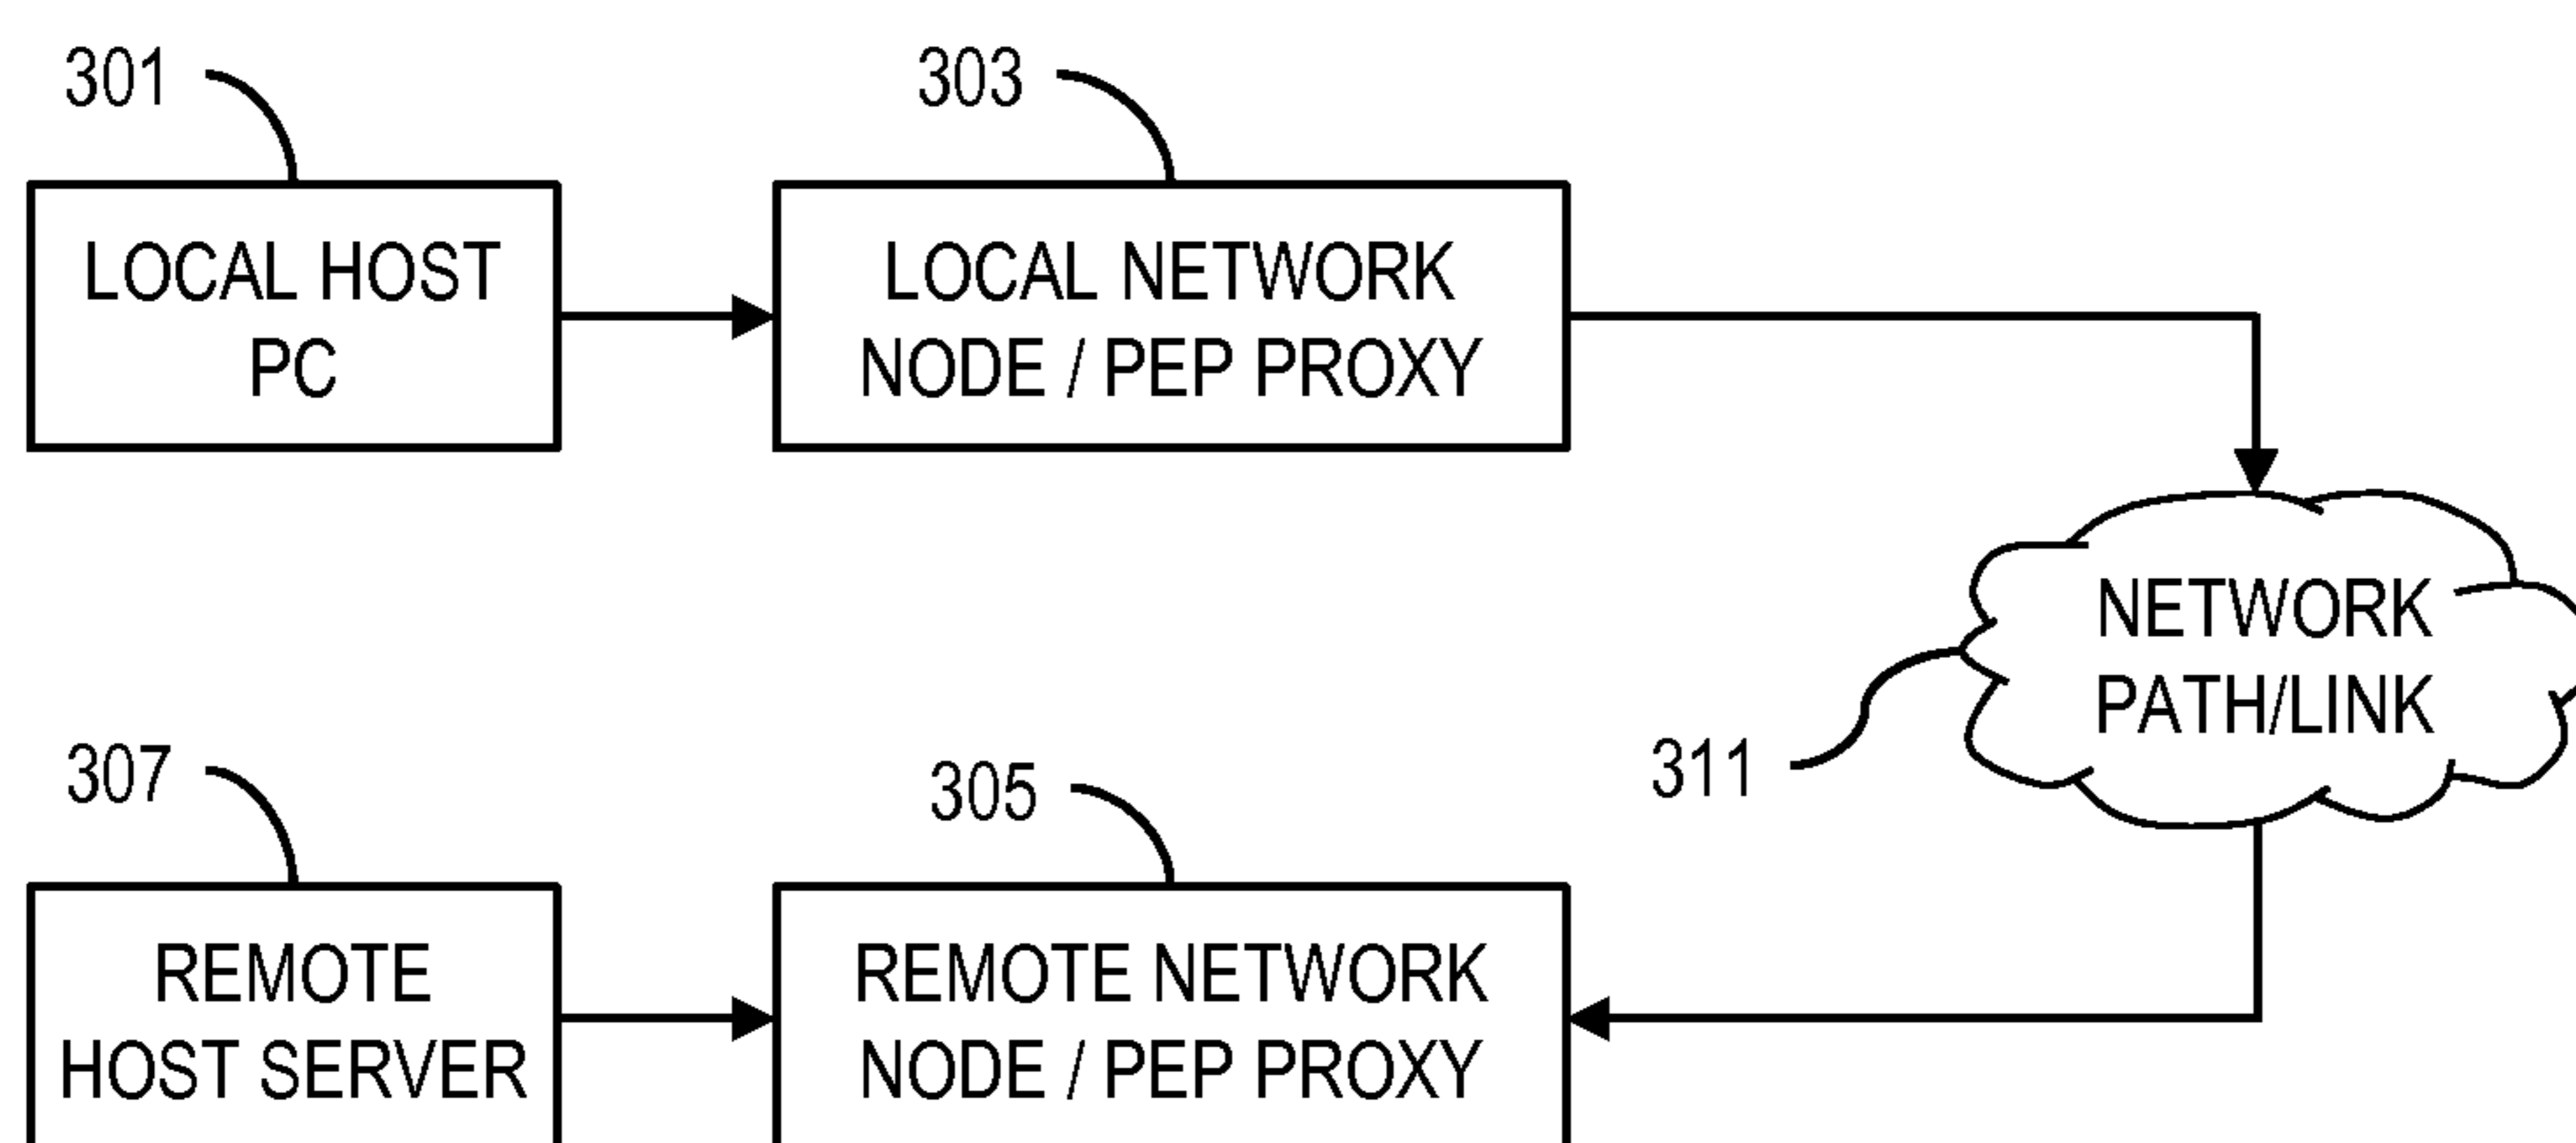 301
303
LOCAL HOST
PC
LOCAL NETWORK
NODE / PEP PROXY
NETWORK
PATH/LINK
311
307
305
REMOTE
HOST SERVER
REMOTE NETWORK
NODE / PEP PROXY